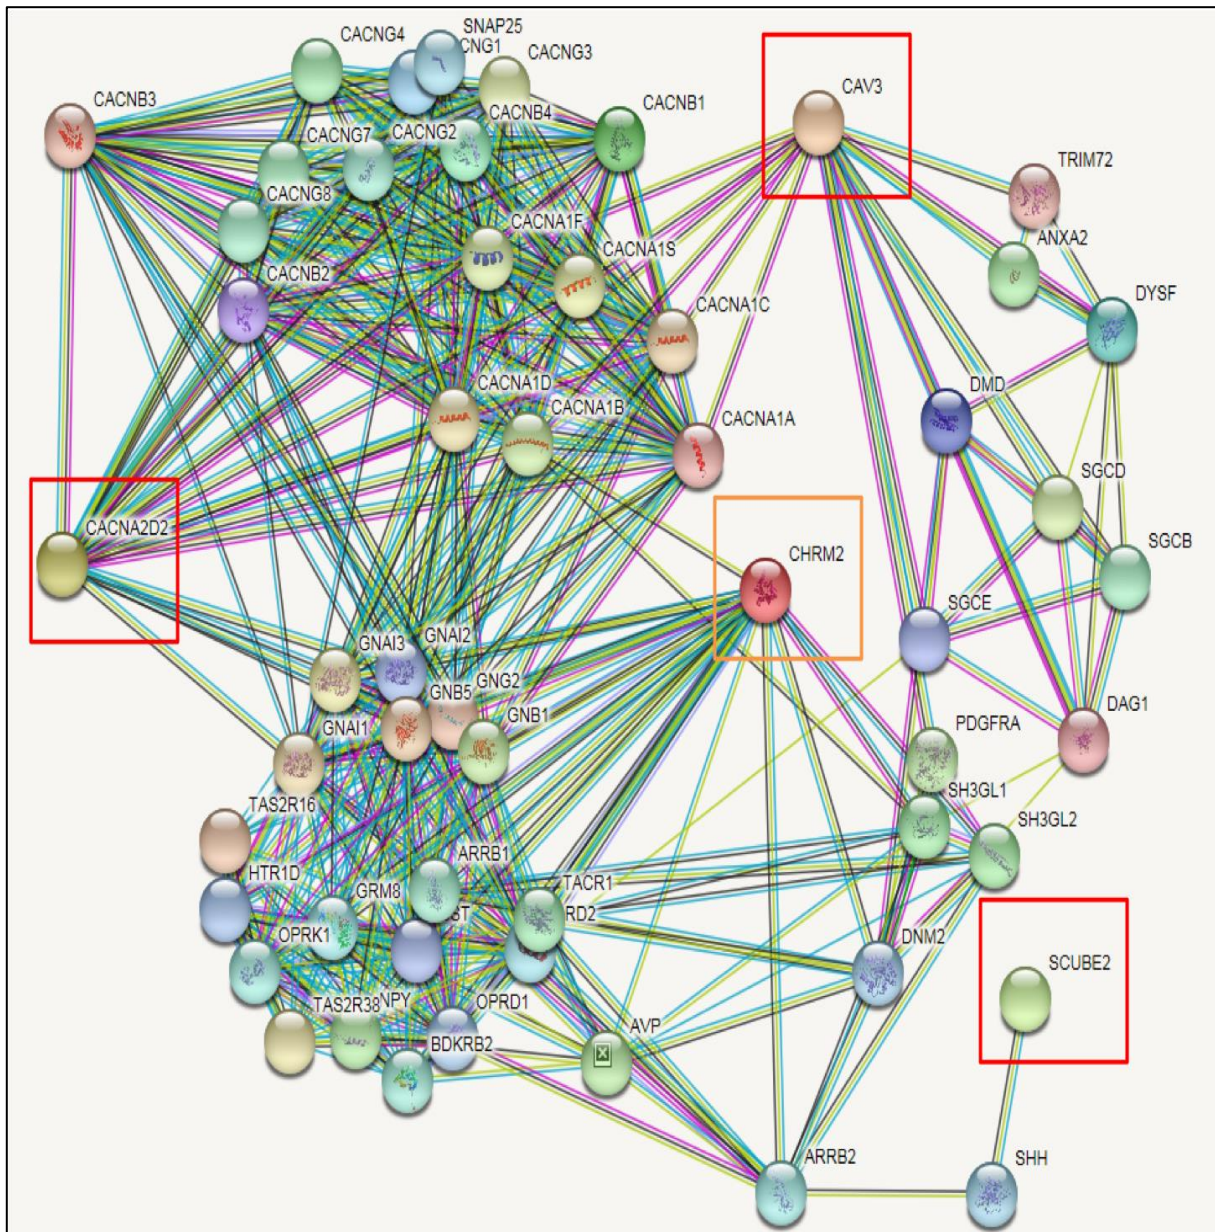 SNAP25
CACNG4
CNG1
CACNG3
CACNB3
CACNB1
CAV3
CACNB4
CACNG7
CACNG2
TRIM72
CACNG8
ANXA2
CACNA1F
CACNA1S
CACNB2
DYSF
CACNA1C
CACNA1D
DMD
CACNA1B
CACNA1A
SGCD
CACNA2D2
CHRM2
SGCB
SGCE
GNAI3
GNAI2
GNB5
GNG2
GNB1
GNAI1
DAG1
PDGFRA
SH3GL1
TAS2R16
SH3GL2
ARRB1
HTR1D
GRM8
TACR1
ST
RD2
OPRK1
DNM2
SCUBE2
TAS2R38
NPY
OPRD1
AVP
BDKRB2
ARRB2
SHH